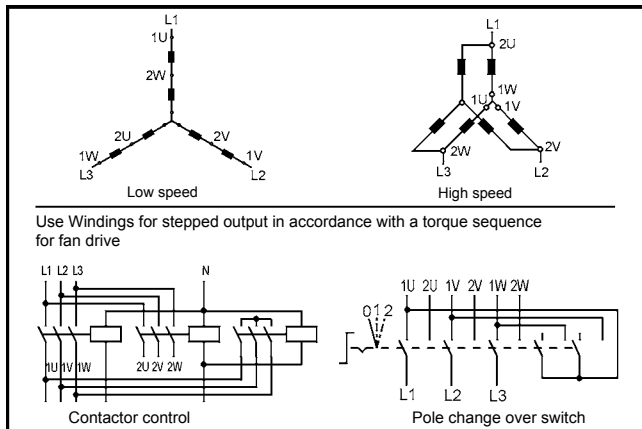 L1
1U
2W
2U
2V
1W
1V
L3
L2
Low speed
L1
2U
1W
1U
1V
2W
2V
L3
L2
High speed
Use Windings for stepped output in accordance with a torque sequence
for fan drive
L1 L2 L3 N
1U 1V 1W 2U 2V 2W
Contactor control
1U 2U 1V 2V 1W 2W
0 1 2
L1 L2 L3
Pole change over switch